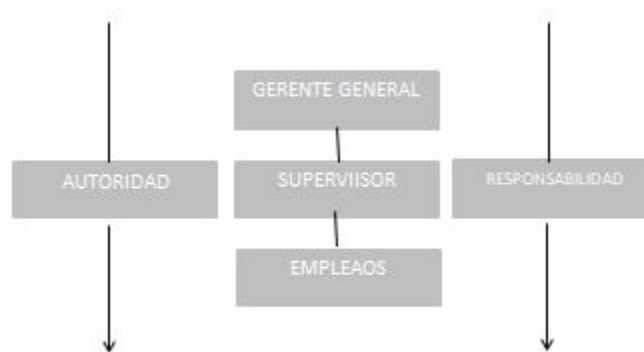 GERENTE GENERAL
AUTORIDAD
SUPERVIISOR
RESPONSABILIDAD
EMPLEAOS